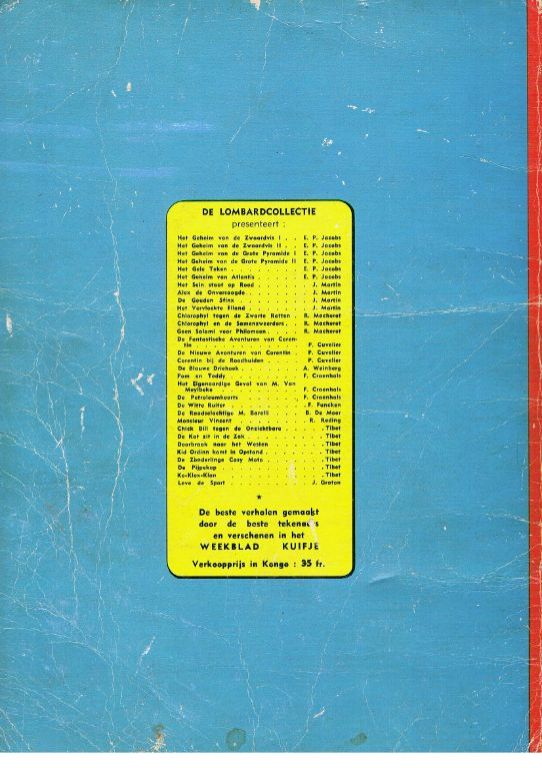 DE LOMBARDCOLLECTIE
presenteert :
Het Geheim van de Zwaardvis I . . E. P. Jacobs
Het Geheim van de Zwaardvis II . . E. P. Jacobs
Het Geheim van de Grote Pyramide I E. P. Jacobs
Het Geheim van de Grote Pyramide II E. P. Jacobs
Het Gele Teken . . . . . . . . E. P. Jacobs
Het Geheim van Atlantis . . . . . E. P. Jacobs
Het Sein staat op Rood . . . . . . J. Martin
Alex de Onversaagde . . . . . . . J. Martin
De Gouden Sfinx . . . . . . . . J. Martin
Het Vervloekte Eiland . . . . . . . J. Martin
Chlorophyl tegen de Zwarte Ratten . R. Macherot
Chlorophyl en de Samenzweerders . R. Macherot
Geen Salami voor Philomeen . . . . R. Macherot
De Fantastische Avonturen van Coren-
tin . . . . . . . . . . . . P. Cuvelier
De Nieuwe Avonturen van Corentin . P. Cuvelier
Corentin bij de Roodhuiden . . . . P. Cuvelier
De Blauwe Driehoek . . . . . . . A. Weinberg
Pom en Teddy . . . . . . . . F. Craenhals
Het Eigenaardige Geval van M. Van
. . . . . . . . . . F. Craenhals
De Petroleumkoorts . . . . . . . F. Craenhals
De Witte Ruiter . . . . . . . . . F. Funcken
De Raadselachtige M. Barelli . . . . B. De Moor
Monsieur Vincent . . . . . . . . R. Reding
Chick Bill tegen de Onzichtbare . . . . Tibet
De Kat zit in de Zak . . . . . . . . Tibet
Doorbraak naar het Westen . . . . . Tibet
Kid Ordinn komt in Opstand . . . . . Tibet
De Zonderlinge Casy Moto . . . . . . Tibet
De Pijpekop . . . . . . . . . . . Tibet
Ko-Klox-Klan . . . . . . . . . . . Tibet
Leve de Sport . . . . . . . . . J. Graton
★
De beste verhalen gemaakt
door de beste tekenaars
en verschenen in het
WEEKBLAD KUIFJE
Verkoopprijs in Kongo : 35 fr.